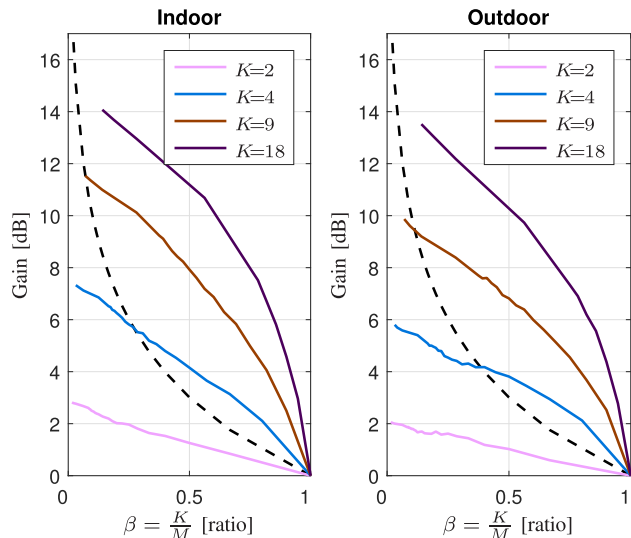 Indoor
16
14
12
10
8
6
4
2
0
Gain [dB]
K=2
K=4
K=9
K=18
0
0.5
1
β = K/M [ratio]
Outdoor
16
14
12
10
8
6
4
2
0
Gain [dB]
K=2
K=4
K=9
K=18
0
0.5
1
β = K/M [ratio]